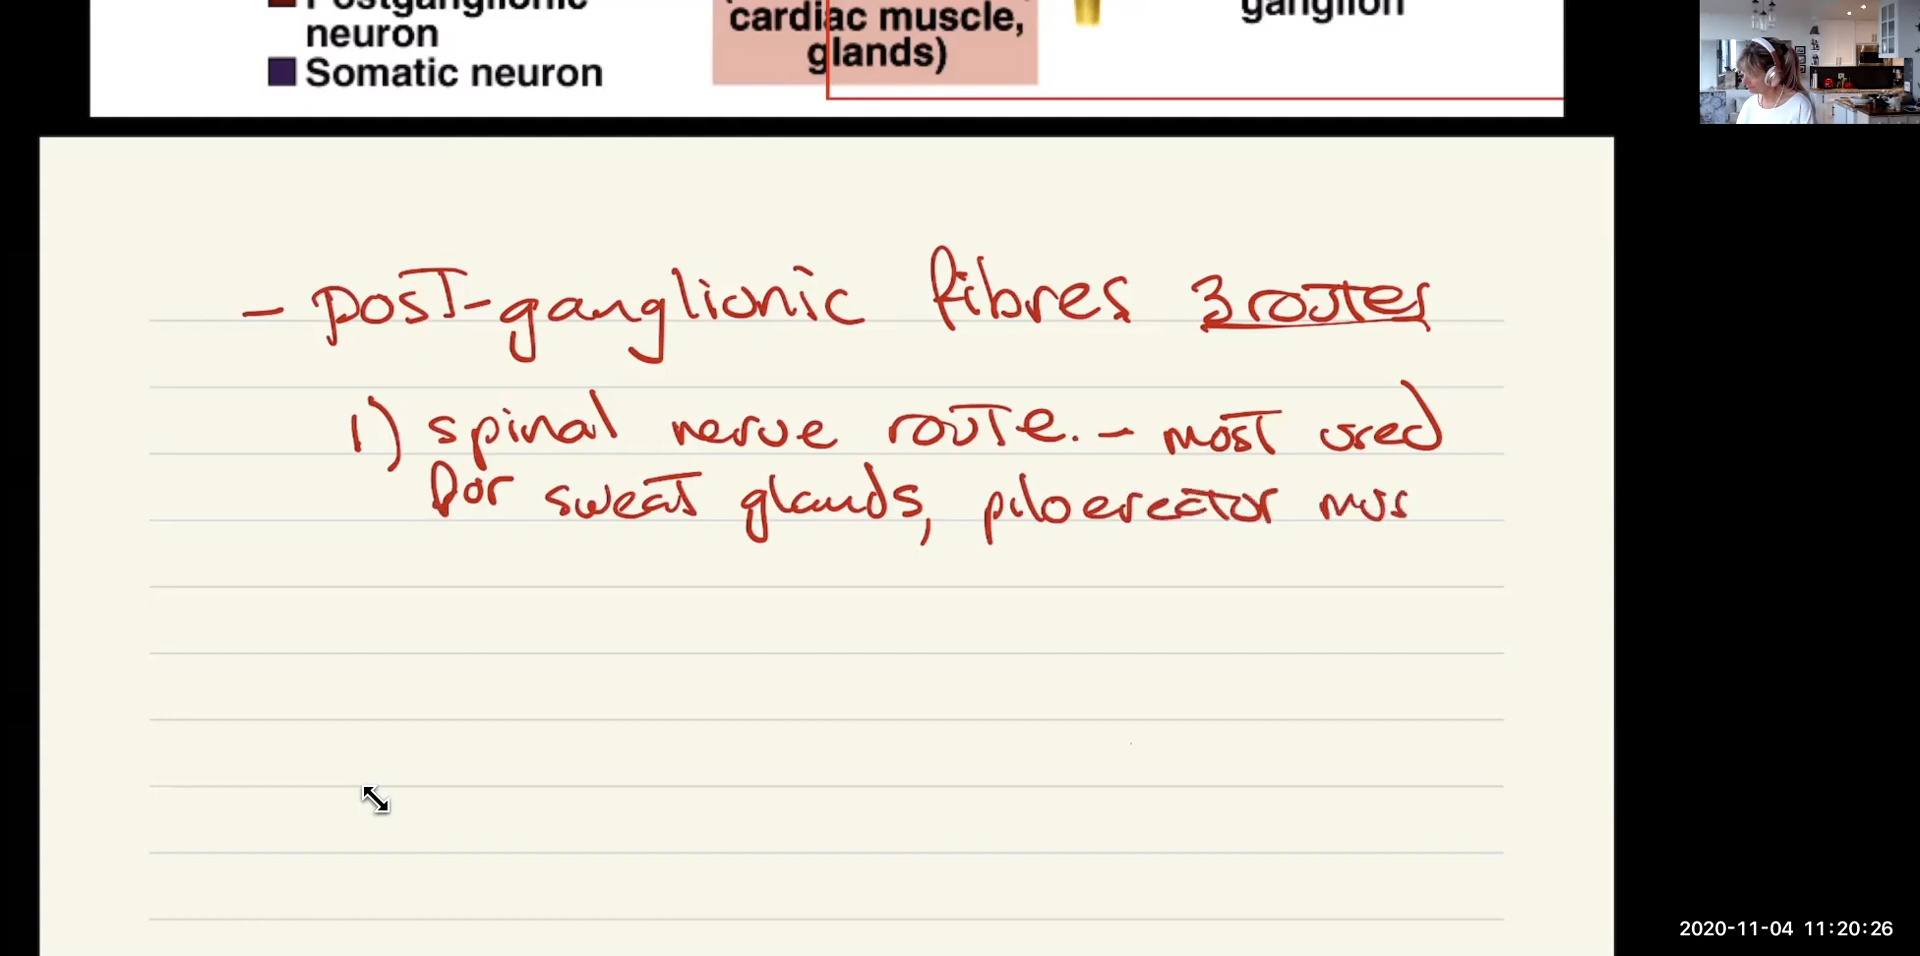 Postganglionic
neuron
Somatic neuron
cardiac muscle,
glands)
ganglion
- post-ganglionic fibres 3 routes
1) spinal nerve route. - most used
for sweat glands, piloerector mus
2020-11-04 11:20:26